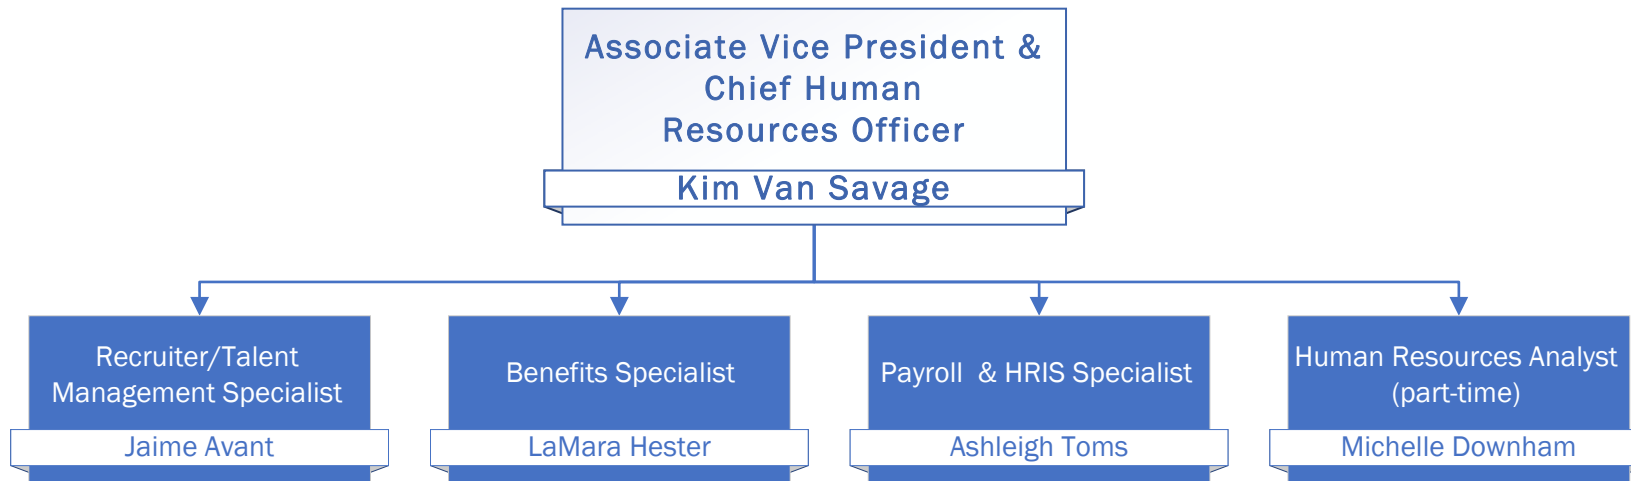 Associate Vice President &
Chief Human
Resources Officer
Kim Van Savage
Recruiter/Talent
Management Specialist
Jaime Avant
Benefits Specialist
LaMara Hester
Payroll & HRIS Specialist
Ashleigh Toms
Human Resources Analyst
(part-time)
Michelle Downham